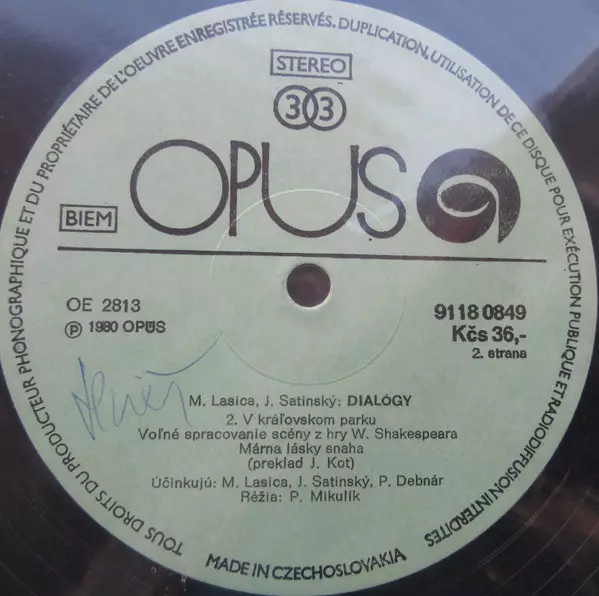 TOUS DROITS DU PRODUCTEUR PHONOGRAPHIQUE ET DU PROPRIÉTAIRE DE L'OEUVRE ENREGISTRÉE RÉSERVÉS. DUPLICATION, UTILISATION DE CE DISQUE POUR EXÉCUTION PUBLIQUE ET RADIODIFFUSION INTERDITES
STEREO
33
OPUS
BIEM
OE 2813
℗ 1980 OPUS
9118 0849
Kčs 36,-
2. strana
M. Lasica, J. Satinský: DIALÓGY
2. V kráľovskom parku
Voľné spracovanie scény z hry W. Shakespeara
Márna lásky snaha
(preklad J. Kot)
Účinkujú: M. Lasica, J. Satinský, P. Debnár
Réžia: P. Mikulík
MADE IN CZECHOSLOVAKIA